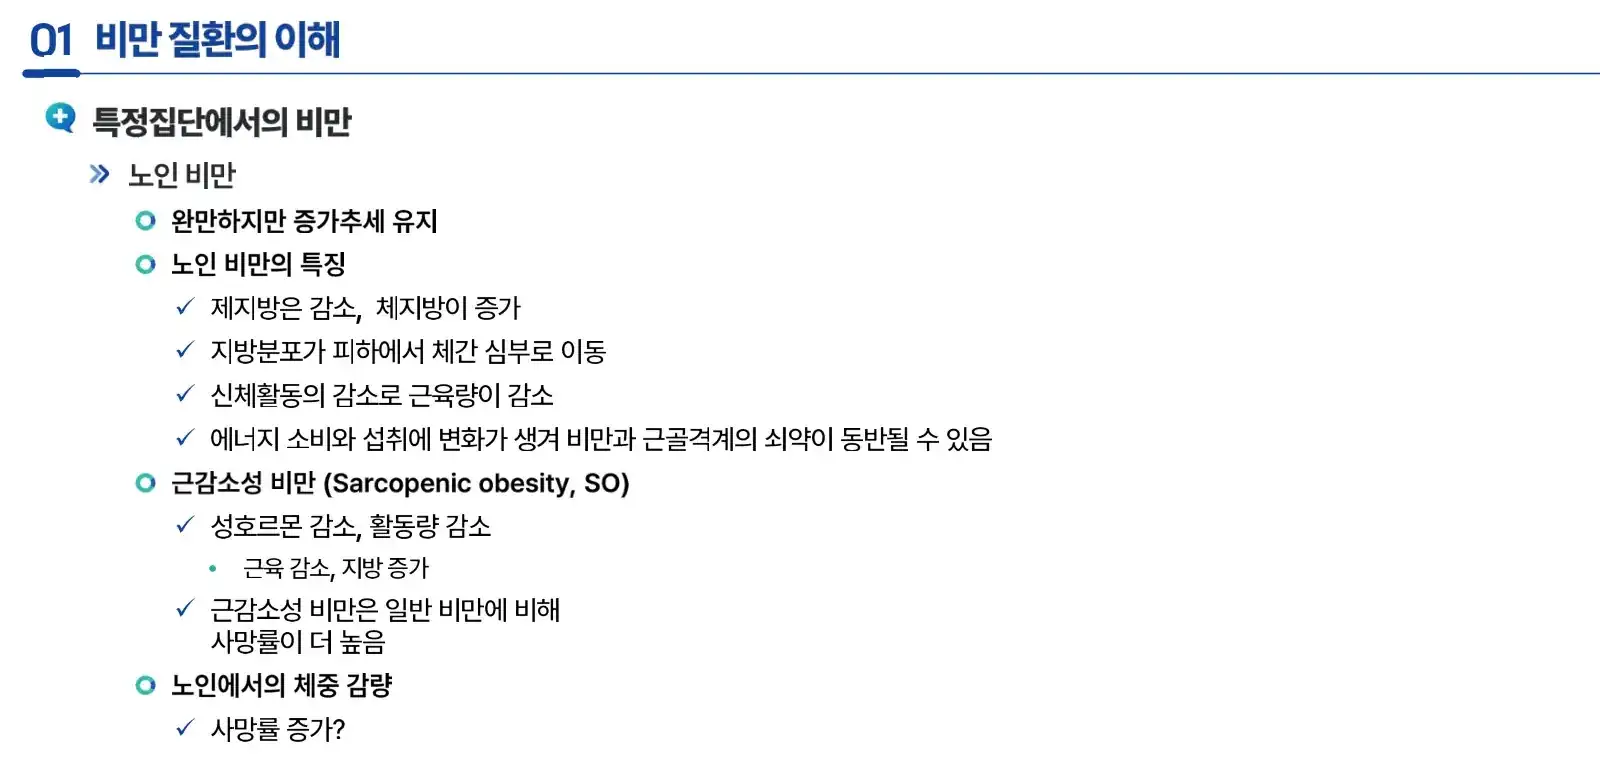 01 비만 질환의 이해
특정집단에서의 비만
노인 비만
완만하지만 증가추세 유지
노인 비만의 특징
제지방은 감소, 체지방이 증가
지방분포가 피하에서 체간 심부로 이동
신체활동의 감소로 근육량이 감소
에너지 소비와 섭취에 변화가 생겨 비만과 근골격계의 쇠약이 동반될 수 있음
근감소성 비만 (Sarcopenic obesity, SO)
성호르몬 감소, 활동량 감소
근육 감소, 지방 증가
근감소성 비만은 일반 비만에 비해
사망률이 더 높음
노인에서의 체중 감량
사망률 증가?